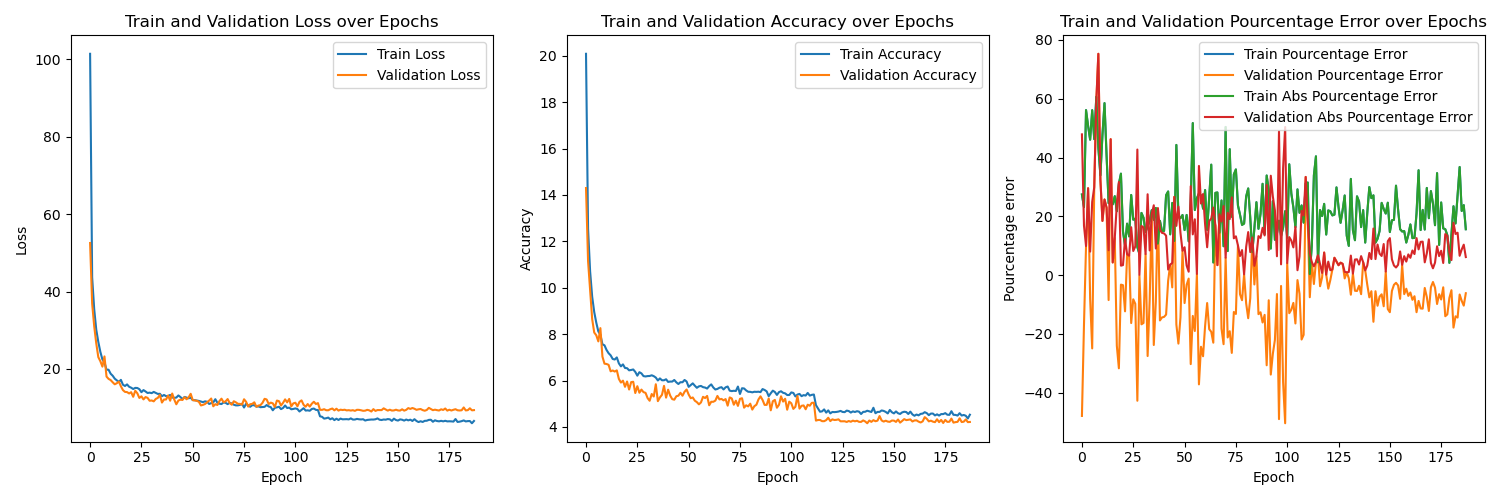 Train and Validation Loss over Epochs
Train Loss
Validation Loss
100
80
60
40
20
Loss
0 25 50 75 100 125 150 175
Epoch
Train and Validation Accuracy over Epochs
Train Accuracy
Validation Accuracy
20
18
16
14
12
10
8
6
4
Accuracy
0 25 50 75 100 125 150 175
Epoch
Train and Validation Pourcentage Error over Epochs
Train Pourcentage Error
Validation Pourcentage Error
Train Abs Pourcentage Error
Validation Abs Pourcentage Error
80
60
40
20
0
−20
−40
Pourcentage error
0 25 50 75 100 125 150 175
Epoch